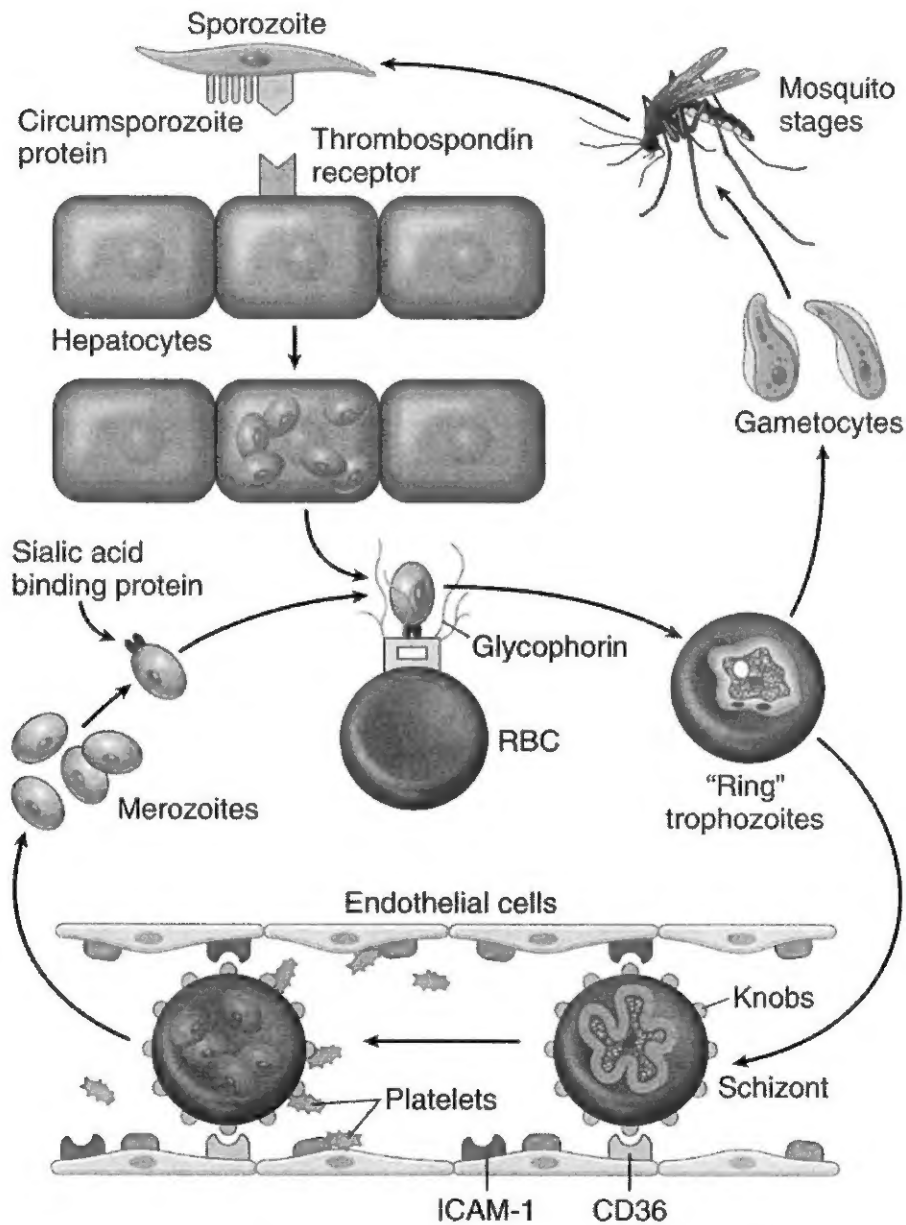 Sporozoite
Circumsporozoite
protein
Thrombospondin
receptor
Mosquito
stages
Hepatocytes
Gametocytes
Sialic acid
binding protein
Glycophorin
RBC
Merozoites
“Ring”
trophozoites
Endothelial cells
Knobs
Schizont
Platelets
ICAM-1
CD36